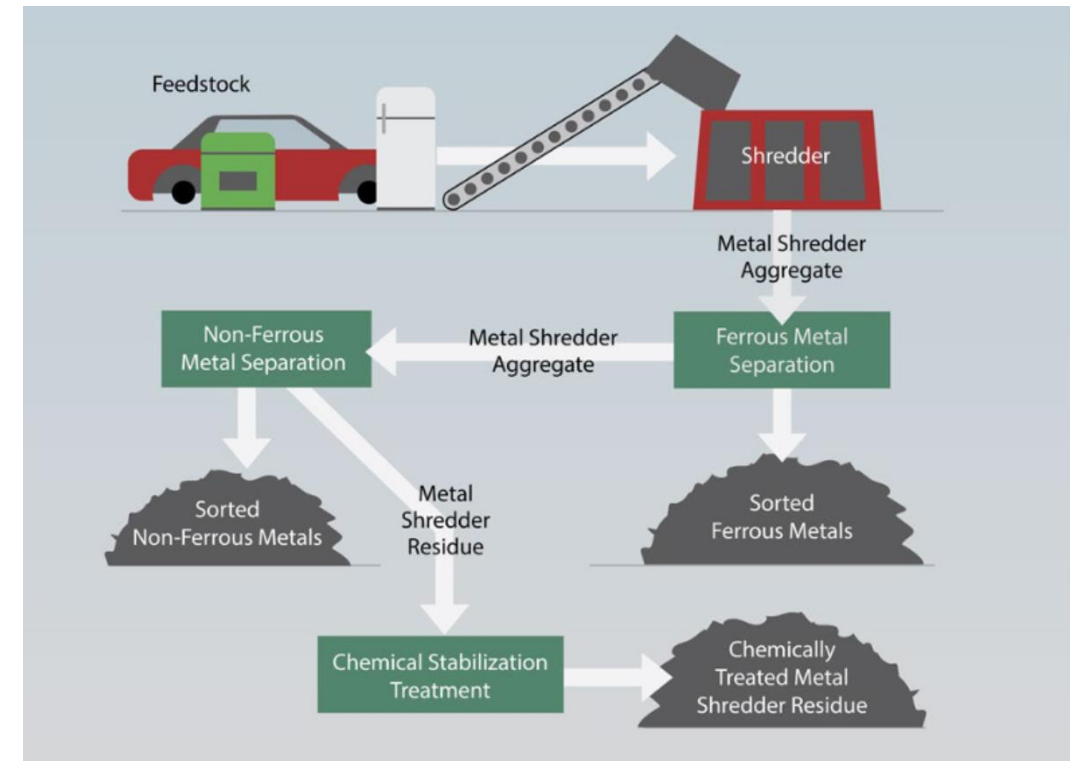 Feedstock
Shredder
Metal Shredder
Aggregate
Ferrous Metal
Separation
Metal Shredder
Aggregate
Non-Ferrous
Metal Separation
Sorted
Non-Ferrous Metals
Metal
Shredder
Residue
Sorted
Ferrous Metals
Chemical Stabilization
Treatment
Chemically
Treated Metal
Shredder Residue